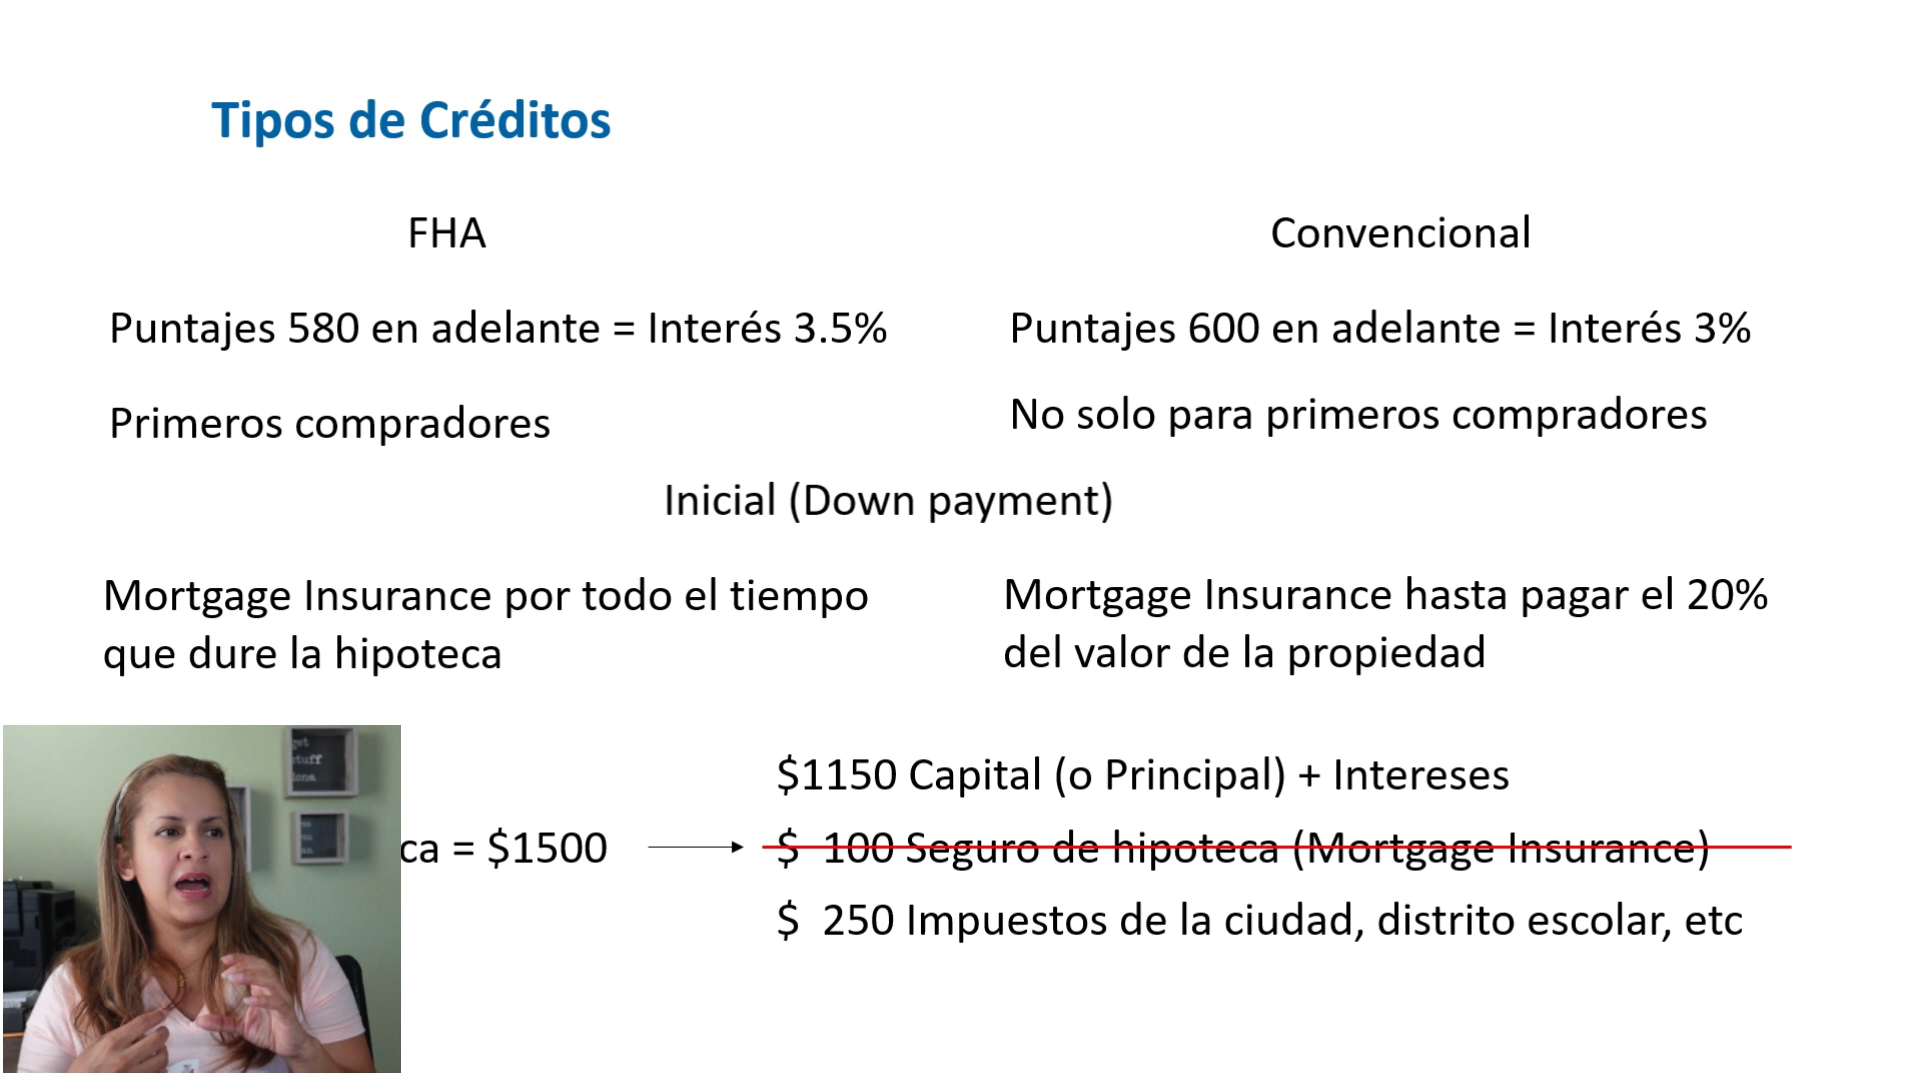 Tipos de Créditos
FHA
Convencional
Puntajes 580 en adelante = Interés 3.5%
Puntajes 600 en adelante = Interés 3%
Primeros compradores
No solo para primeros compradores
Inicial (Down payment)
Mortgage Insurance por todo el tiempo
que dure la hipoteca
Mortgage Insurance hasta pagar el 20%
del valor de la propiedad
$1150 Capital (o Principal) + Intereses
ca = $1500
$ 100 Seguro de hipoteca (Mortgage Insurance)
$ 250 Impuestos de la ciudad, distrito escolar, etc
get
stuff
done.